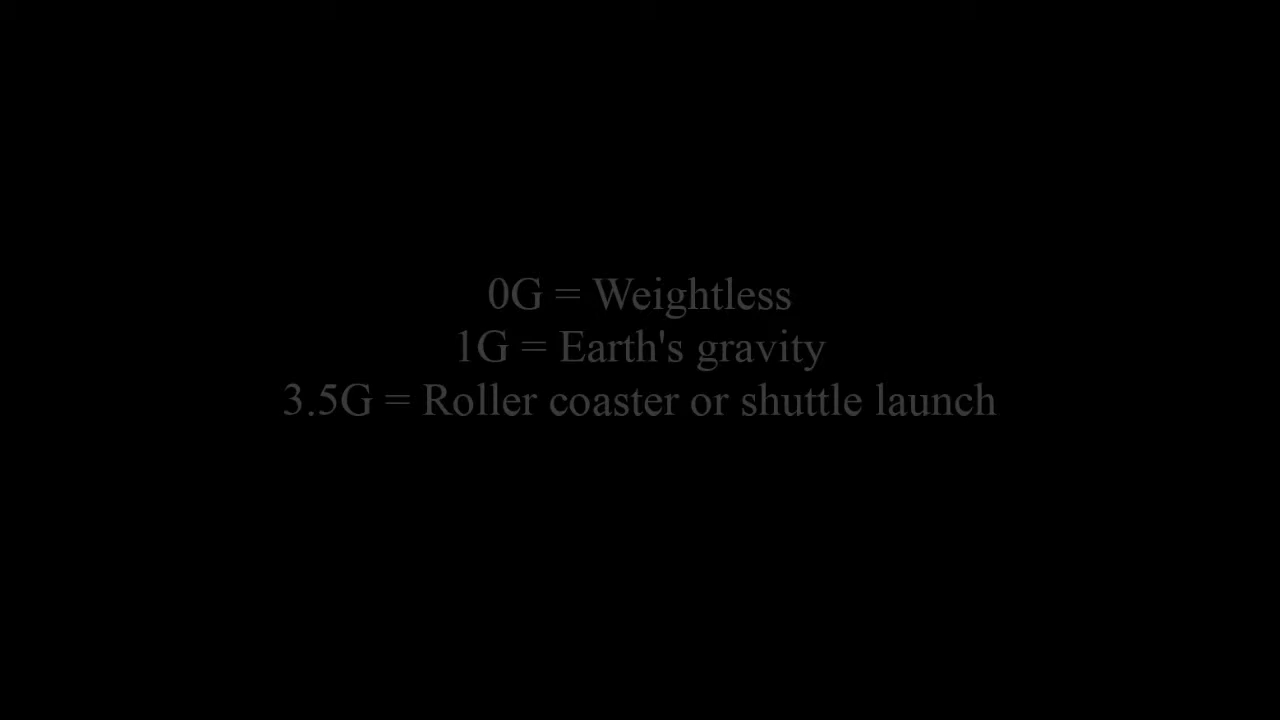 0G = Weightless
1G = Earth's gravity
3.5G = Roller coaster or shuttle launch